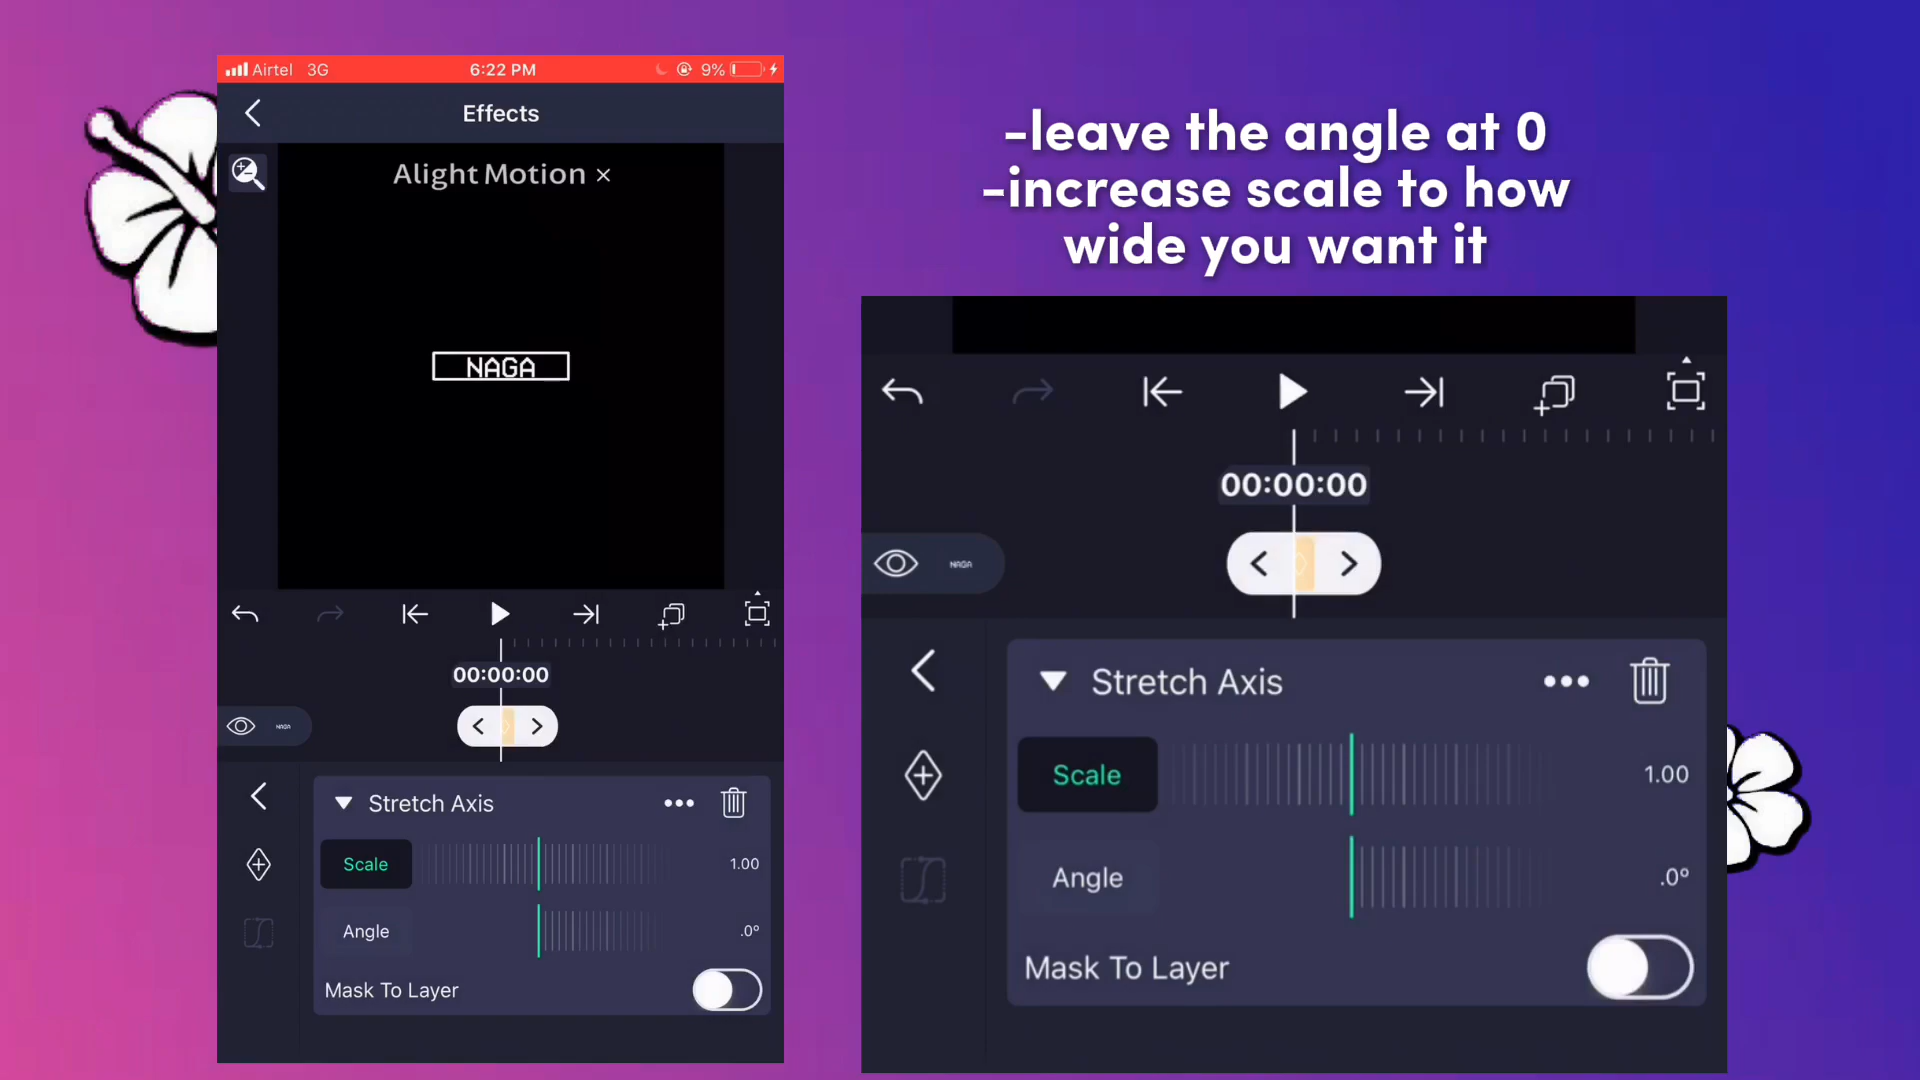 Airtel 3G 6:22 PM 9%
Effects
Alight Motion ×
NAGA
00:00:00
NAGA
Stretch Axis
Scale 1.00
Angle .0°
Mask To Layer
-leave the angle at 0
-increase scale to how
wide you want it
00:00:00
NAGA
Stretch Axis
Scale 1.00
Angle .0°
Mask To Layer